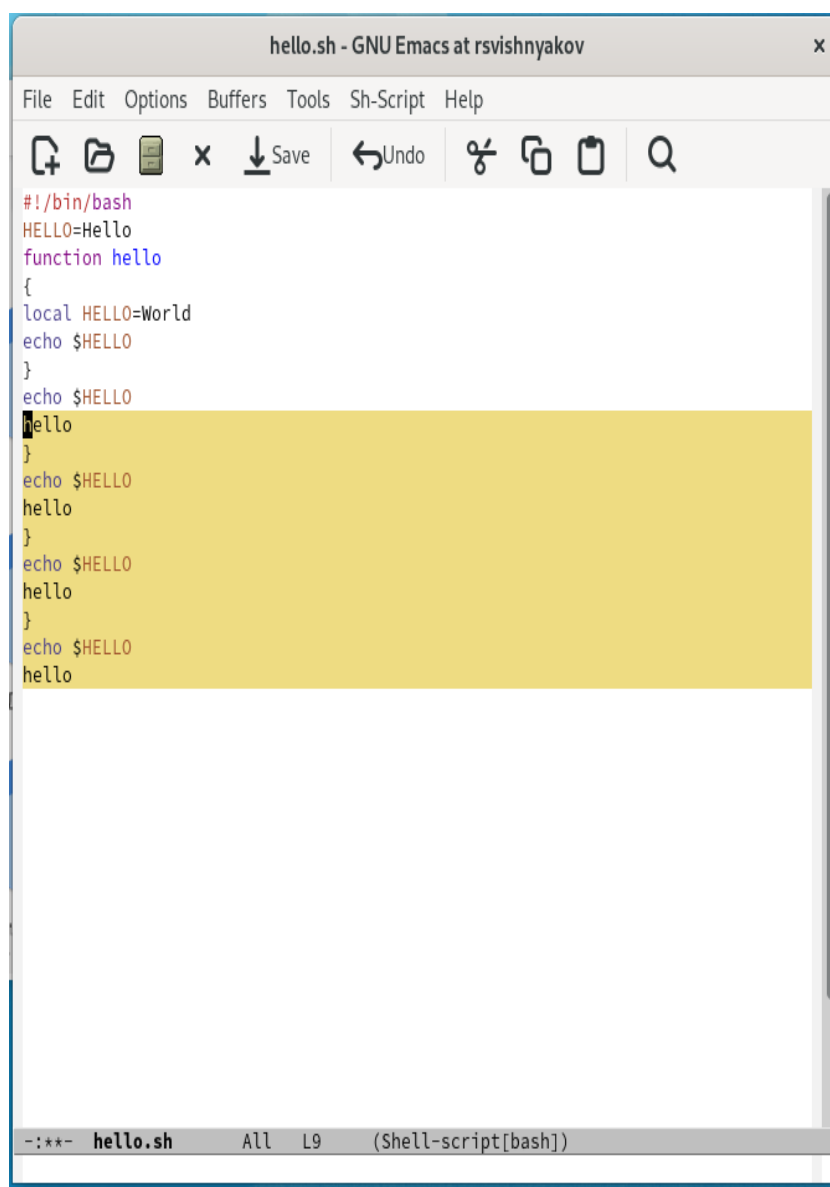 hello.sh - GNU Emacs at rsvishnyakov ×
File Edit Options Buffers Tools Sh-Script Help
Save Undo
#!/bin/bash
HELLO=Hello
function hello
{
local HELLO=World
echo $HELLO
}
echo $HELLO
hello
}
echo $HELLO
hello
}
echo $HELLO
hello
}
echo $HELLO
hello
-:**- hello.sh All L9 (Shell-script[bash])